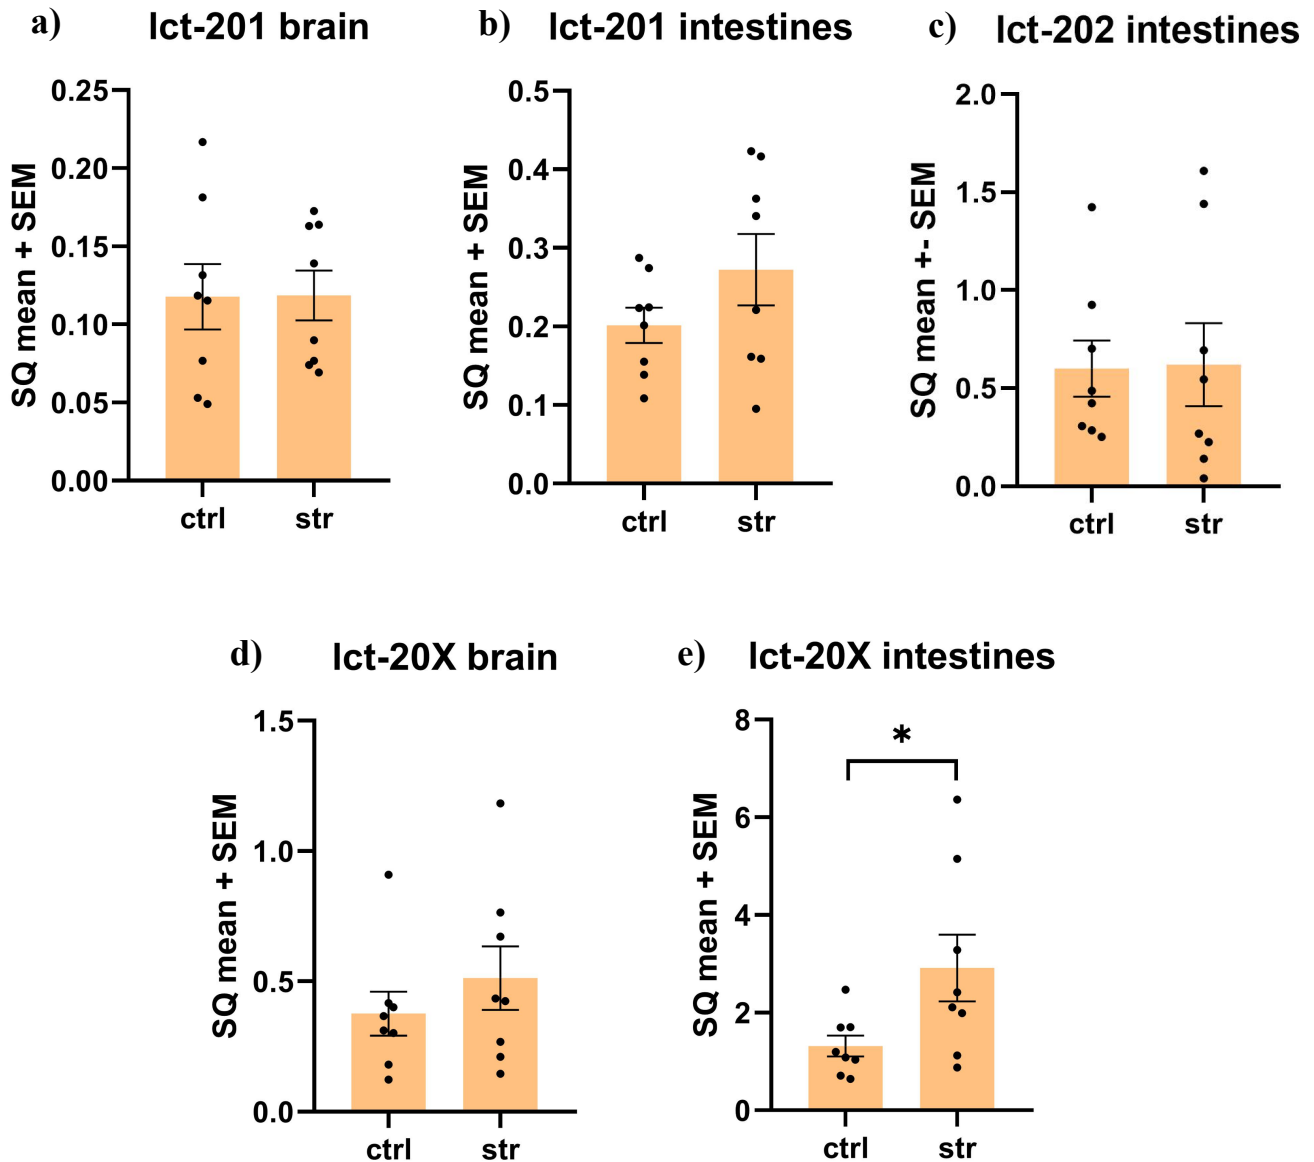 a) lct-201 brain
SQ mean + SEM
0.25
0.20
0.15
0.10
0.05
0.00
ctrl str
b) lct-201 intestines
SQ mean + SEM
0.5
0.4
0.3
0.2
0.1
0.0
ctrl str
c) lct-202 intestines
SQ mean +- SEM
2.0
1.5
1.0
0.5
0.0
ctrl str
d) lct-20X brain
SQ mean + SEM
1.5
1.0
0.5
0.0
ctrl str
e) lct-20X intestines
SQ mean + SEM
8
6
4
2
0
*
ctrl str